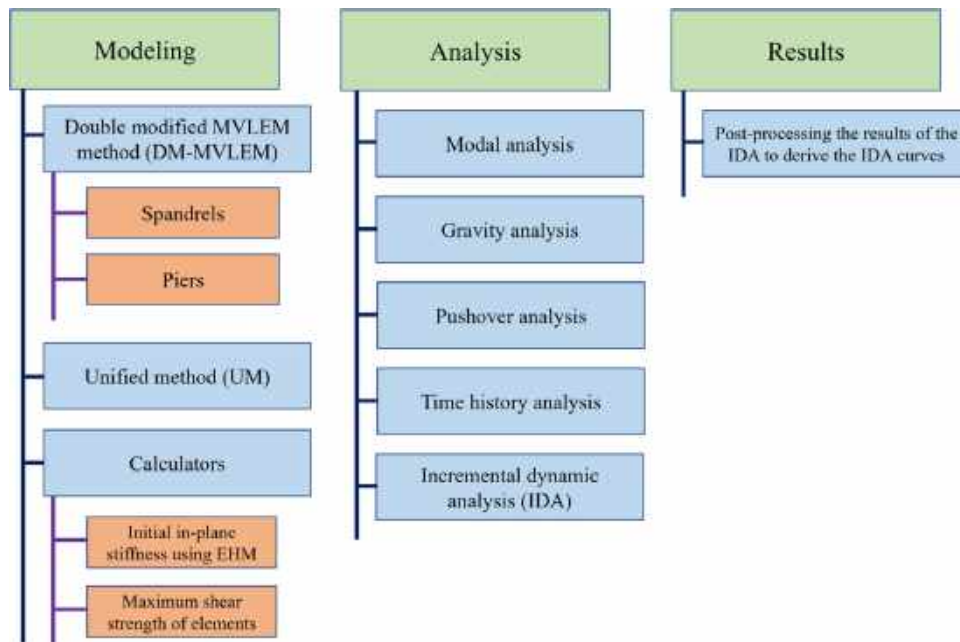 Modeling
Double modified MVLEM
method (DM-MVLEM)
Spandrels
Piers
Unified method (UM)
Calculators
Initial in-plane
stiffness using EHM
Maximum shear
strength of elements
Analysis
Modal analysis
Gravity analysis
Pushover analysis
Time history analysis
Incremental dynamic
analysis (IDA)
Results
Post-processing the results of the
IDA to derive the IDA curves